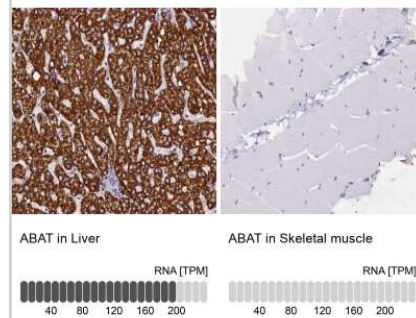 ABAT in Liver
ABAT in Skeletal muscle
RNA [TPM]
RNA [TPM]
40 80 120 160 200
40 80 120 160 200